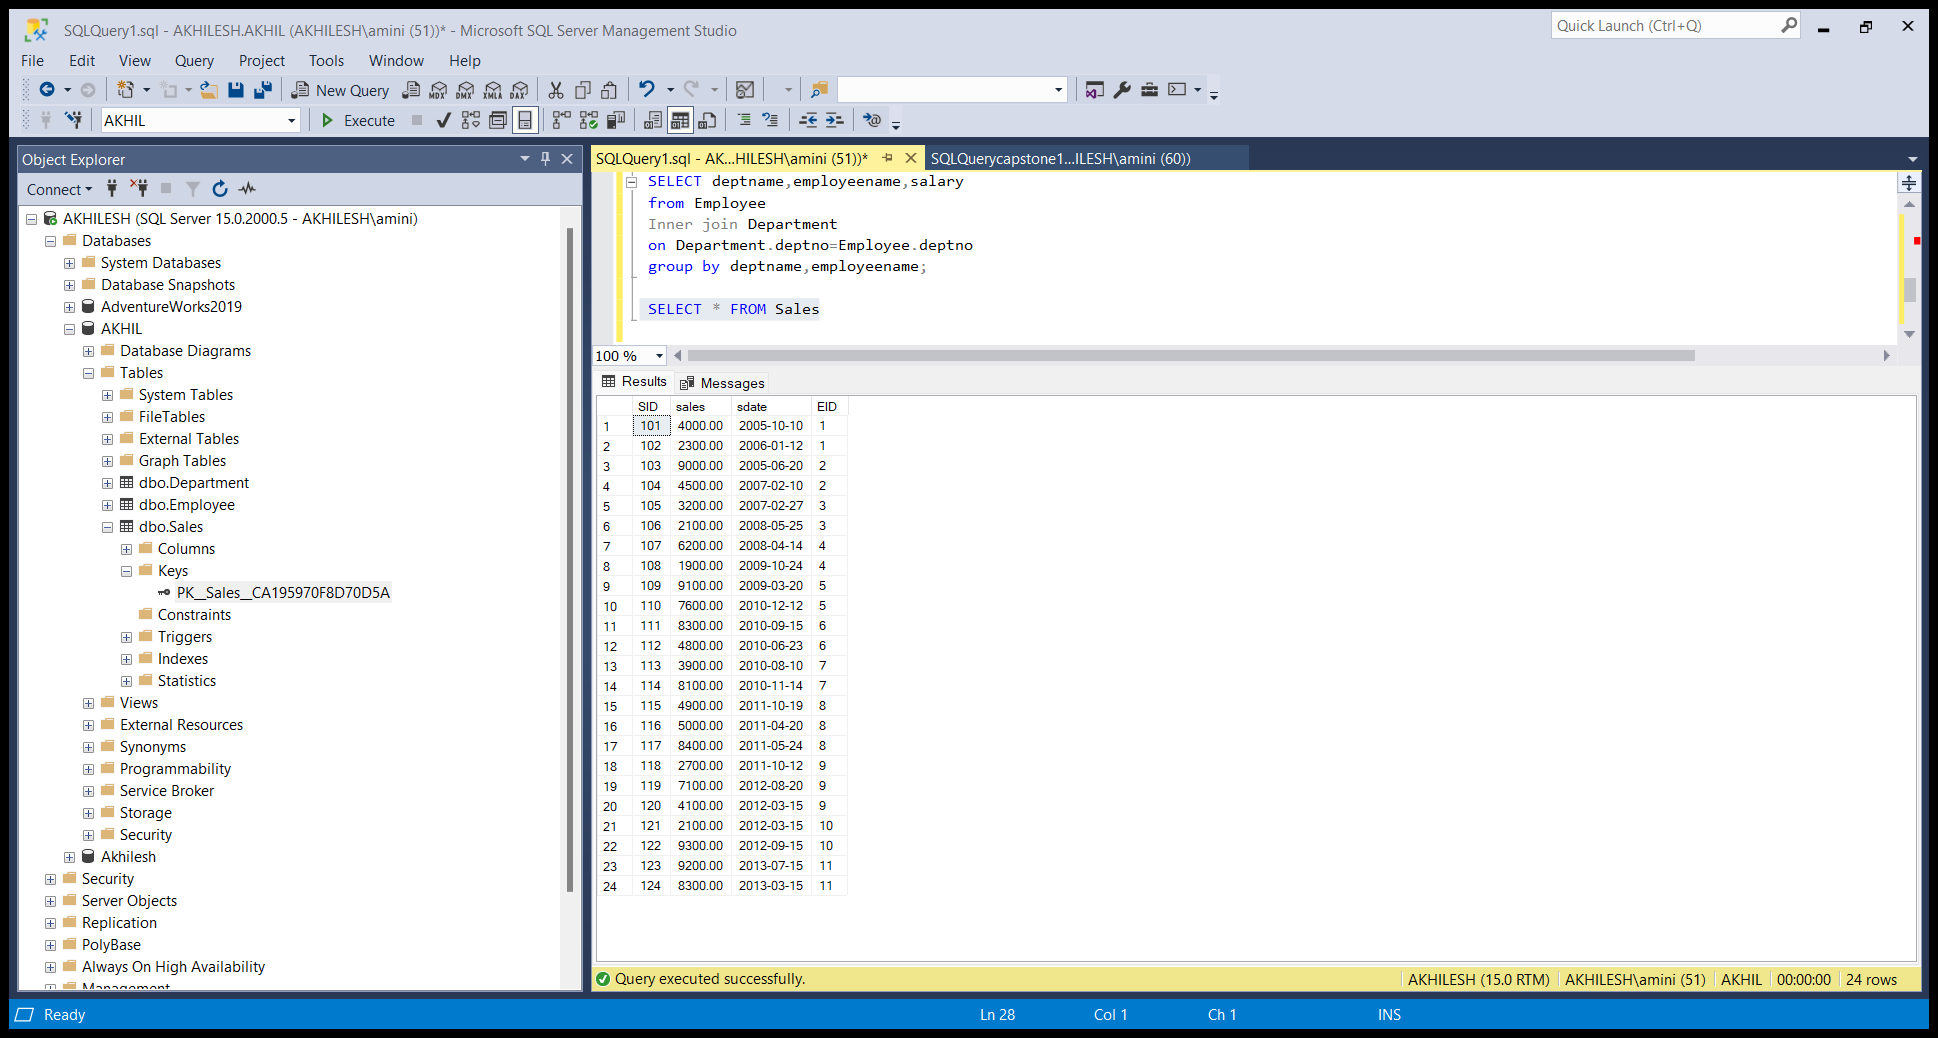 SQLQuery1.sql - AKHILESH.AKHIL (AKHILESH\amini (51))* - Microsoft SQL Server Management Studio
Quick Launch (Ctrl+Q)
File Edit View Query Project Tools Window Help
New Query MDX DMX XMLA DAX
AKHIL Execute
Object Explorer
Connect
AKHILESH (SQL Server 15.0.2000.5 - AKHILESH\amini)
Databases
System Databases
Database Snapshots
AdventureWorks2019
AKHIL
Database Diagrams
Tables
System Tables
FileTables
External Tables
Graph Tables
dbo.Department
dbo.Employee
dbo.Sales
Columns
Keys
PK__Sales__CA195970F8D70D5A
Constraints
Triggers
Indexes
Statistics
Views
External Resources
Synonyms
Programmability
Service Broker
Storage
Security
Akhilesh
Security
Server Objects
Replication
PolyBase
Always On High Availability
Management
SQLQuery1.sql - AK...HILESH\amini (51))* SQLQuerycapstone1...ILESH\amini (60))
SELECT deptname,employeename,salary
from Employee
Inner join Department
on Department.deptno=Employee.deptno
group by deptname,employeename;
SELECT * FROM Sales
100 %
Results Messages
SID sales sdate EID
1 101 4000.00 2005-10-10 1
2 102 2300.00 2006-01-12 1
3 103 9000.00 2005-06-20 2
4 104 4500.00 2007-02-10 2
5 105 3200.00 2007-02-27 3
6 106 2100.00 2008-05-25 3
7 107 6200.00 2008-04-14 4
8 108 1900.00 2009-10-24 4
9 109 9100.00 2009-03-20 5
10 110 7600.00 2010-12-12 5
11 111 8300.00 2010-09-15 6
12 112 4800.00 2010-06-23 6
13 113 3900.00 2010-08-10 7
14 114 8100.00 2010-11-14 7
15 115 4900.00 2011-10-19 8
16 116 5000.00 2011-04-20 8
17 117 8400.00 2011-05-24 8
18 118 2700.00 2011-10-12 9
19 119 7100.00 2012-08-20 9
20 120 4100.00 2012-03-15 9
21 121 2100.00 2012-03-15 10
22 122 9300.00 2012-09-15 10
23 123 9200.00 2013-07-15 11
24 124 8300.00 2013-03-15 11
Query executed successfully. AKHILESH (15.0 RTM) AKHILESH\amini (51) AKHIL 00:00:00 24 rows
Ready Ln 28 Col 1 Ch 1 INS